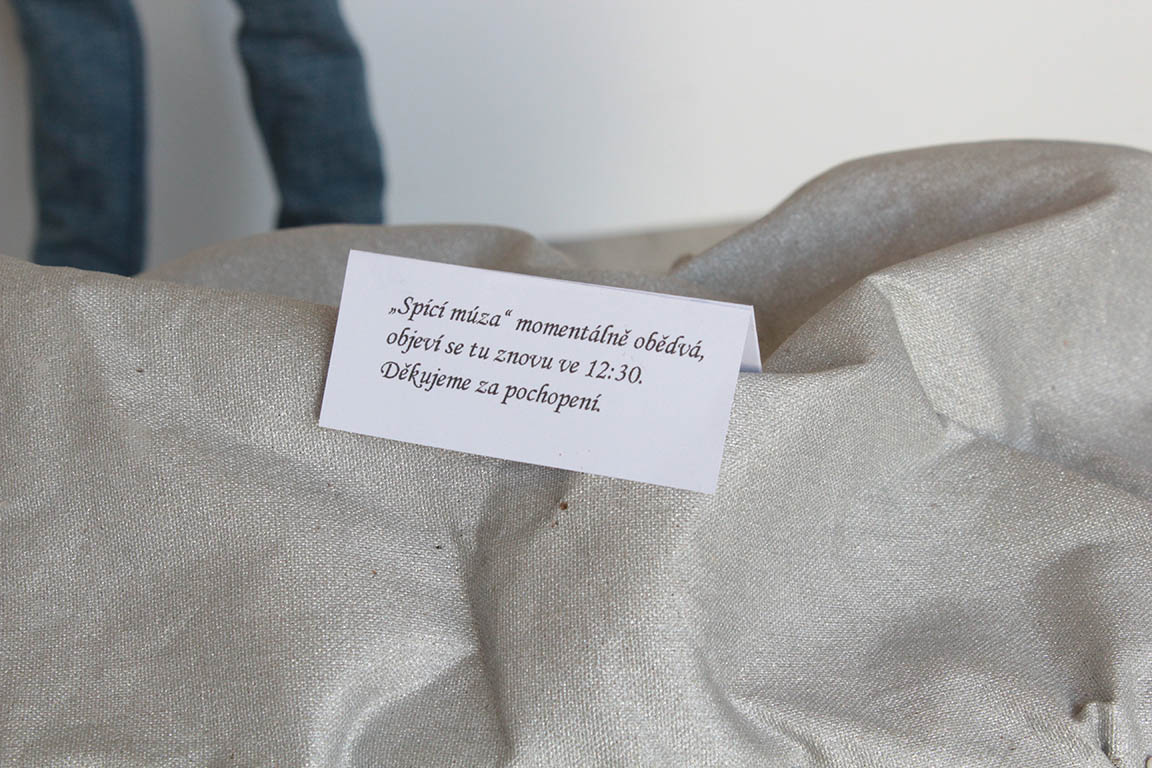 „Spící múza“ momentálně obědvá,
objeví se tu znovu ve 12:30.
Děkujeme za pochopení.